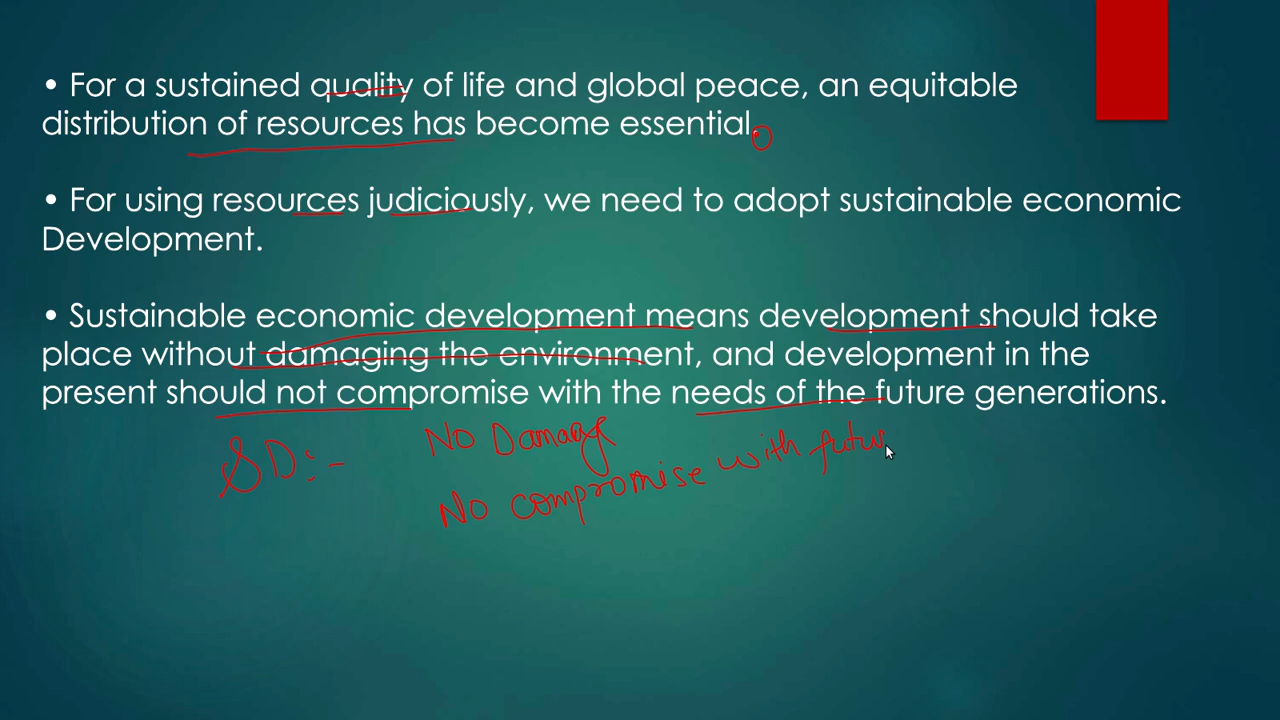 • For a sustained quality of life and global peace, an equitable
distribution of resources has become essential.
• For using resources judiciously, we need to adopt sustainable economic
Development.
• Sustainable economic development means development should take
place without damaging the environment, and development in the
present should not compromise with the needs of the future generations.
SD:- No Damage
No compromise with futur